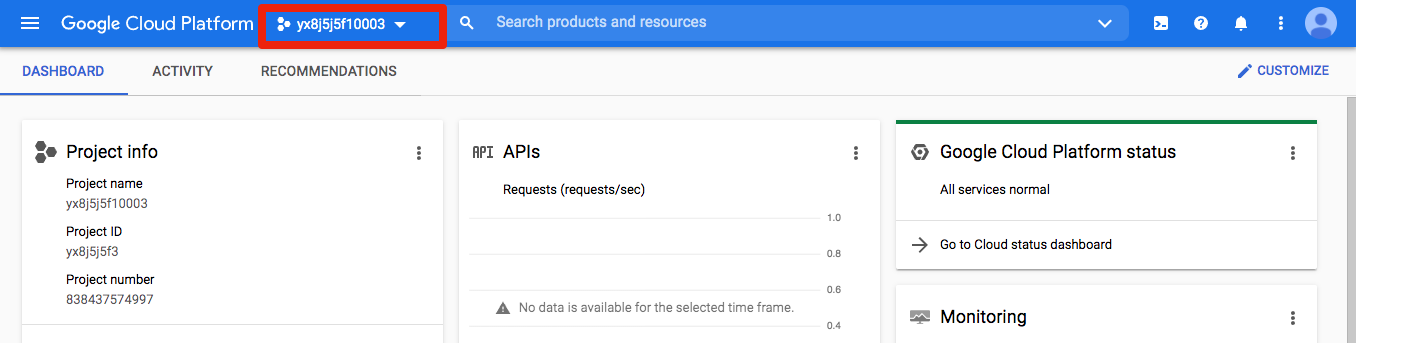 Google Cloud Platform
yx8j5j5f10003
Search products and resources
DASHBOARD
ACTIVITY
RECOMMENDATIONS
CUSTOMIZE
Project info
Project name
yx8j5j5f10003
Project ID
yx8j5j5f3
Project number
838437574997
API APIs
Requests (requests/sec)
1.0
0.8
0.6
No data is available for the selected time frame.
0.4
Google Cloud Platform status
All services normal
Go to Cloud status dashboard
Monitoring